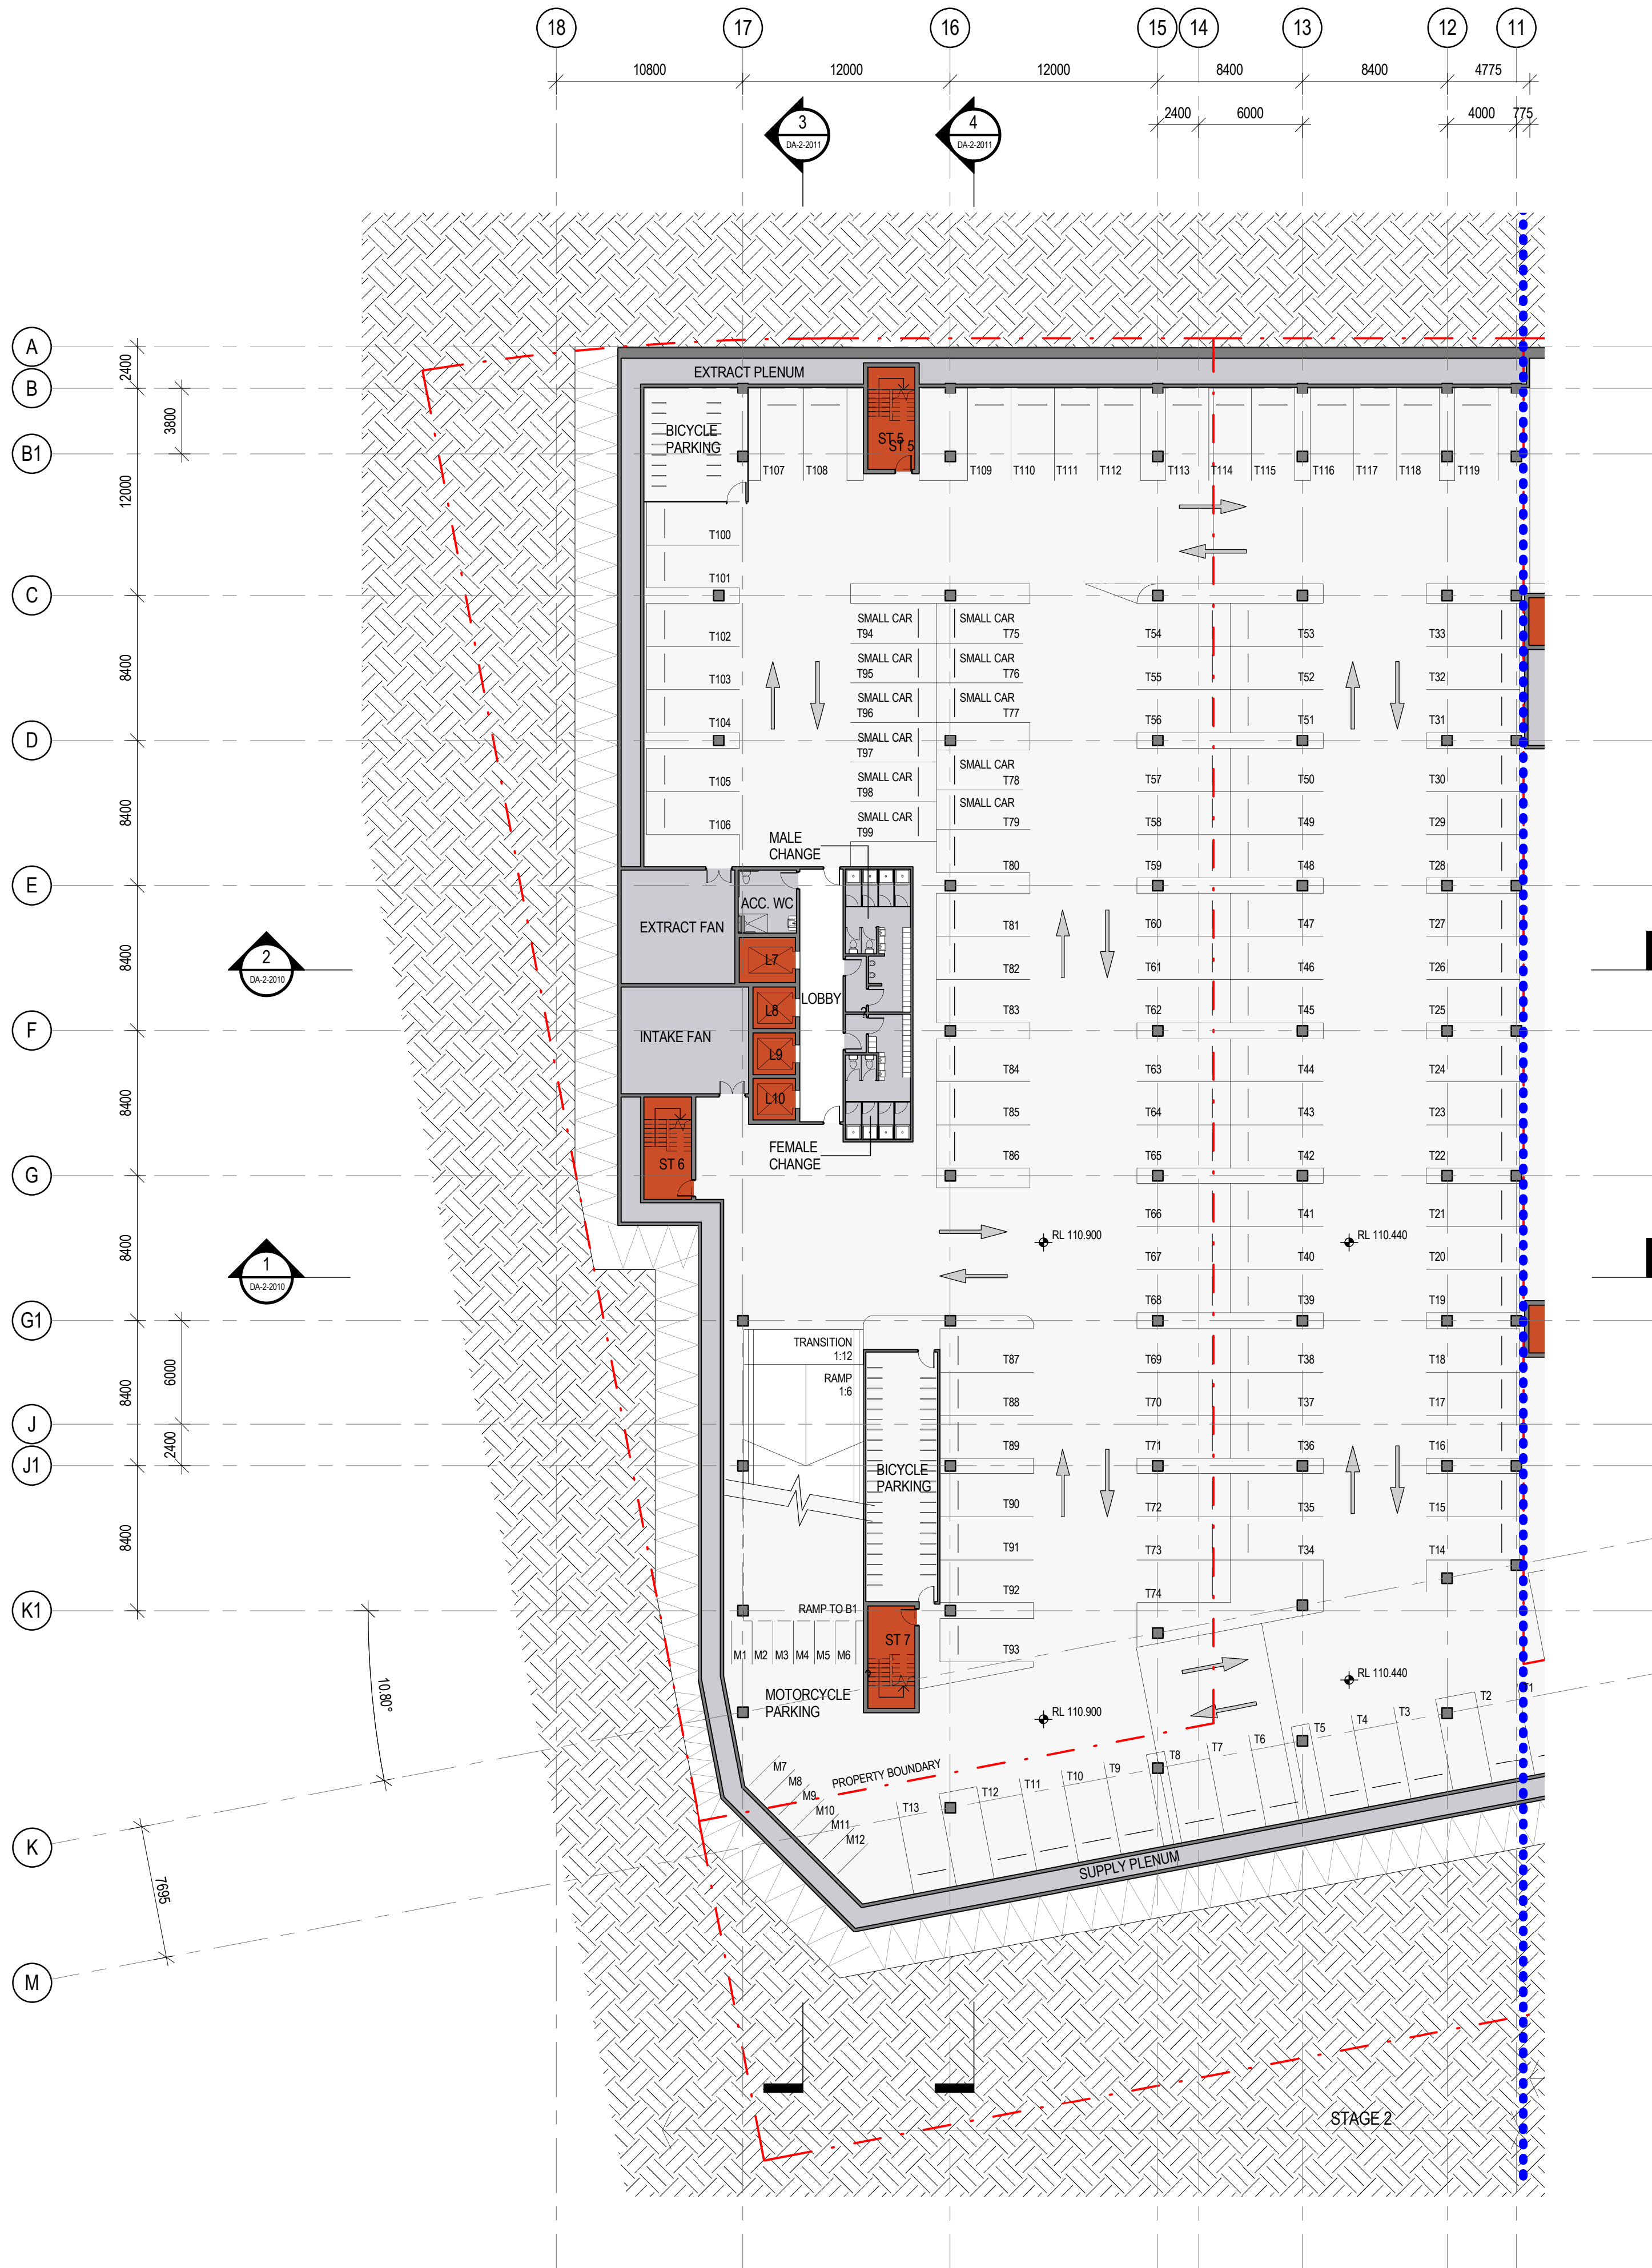 18
17
16
15
14
13
12
11
10800
12000
12000
8400
8400
4775
2400
6000
4000
775
3
DA-2-2011
4
DA-2-2011
A
2400
B
3800
B1
12000
C
8400
D
8400
E
8400
F
8400
G
8400
G1
6000
8400
J
2400
J1
8400
K1
10.80°
K
7695
M
2
DA-2-2010
1
DA-2-2010
EXTRACT PLENUM
BICYCLE
PARKING
ST 5
ST 5
T107
T108
T109
T110
T111
T112
T113
T114
T115
T116
T117
T118
T119
T100
T101
T102
T103
T104
T105
T106
SMALL CAR
T94
SMALL CAR
T95
SMALL CAR
T96
SMALL CAR
T97
SMALL CAR
T98
SMALL CAR
T99
SMALL CAR
T75
SMALL CAR
T76
SMALL CAR
T77
SMALL CAR
T78
SMALL CAR
T79
T80
T81
T82
T83
T84
T85
T86
T87
T88
T89
T90
T91
T92
T93
T54
T55
T56
T57
T58
T59
T60
T61
T62
T63
T64
T65
T66
T67
T68
T69
T70
T71
T72
T73
T74
T53
T52
T51
T50
T49
T48
T47
T46
T45
T44
T43
T42
T41
T40
T39
T38
T37
T36
T35
T34
T33
T32
T31
T30
T29
T28
T27
T26
T25
T24
T23
T22
T21
T20
T19
T18
T17
T16
T15
T14
MALE
CHANGE
ACC. WC
EXTRACT FAN
L7
LOBBY
L8
INTAKE FAN
L9
L10
FEMALE
CHANGE
ST 6
RL 110.900
RL 110.440
TRANSITION
1:12
RAMP
1:6
BICYCLE
PARKING
RAMP TO B1
ST 7
M1
M2
M3
M4
M5
M6
MOTORCYCLE
PARKING
RL 110.900
RL 110.440
M7
M8
M9
M10
M11
M12
PROPERTY BOUNDARY
T13
T12
T11
T10
T9
T8
T7
T6
T5
T4
T3
T2
SUPPLY PLENUM
STAGE 2